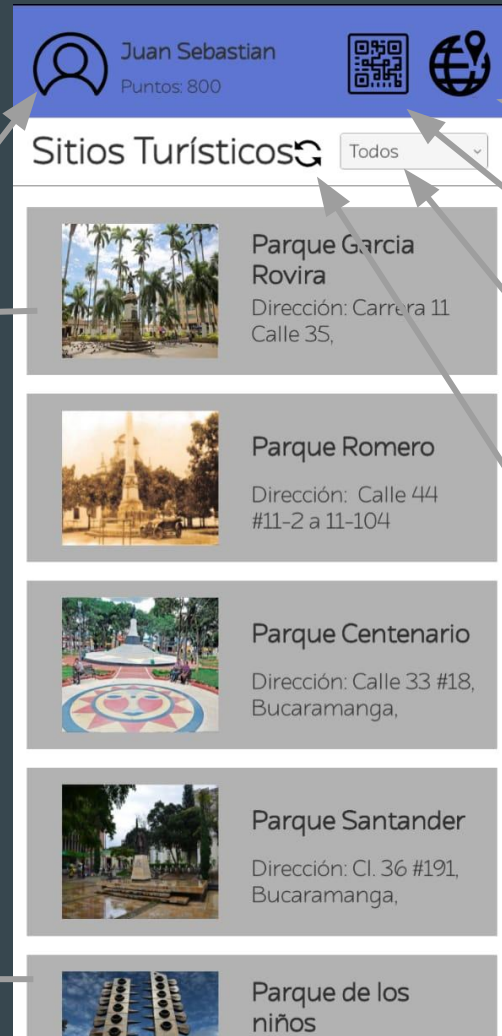 Juan Sebastian
Puntos: 800
Sitios Turísticos
Todos
Parque Garcia
Rovira
Dirección: Carrera 11
Calle 35,
Parque Romero
Dirección: Calle 44
#11-2 a 11-104
Parque Centenario
Dirección: Calle 33 #18,
Bucaramanga,
Parque Santander
Dirección: Cl. 36 #191,
Bucaramanga,
Parque de los
niños